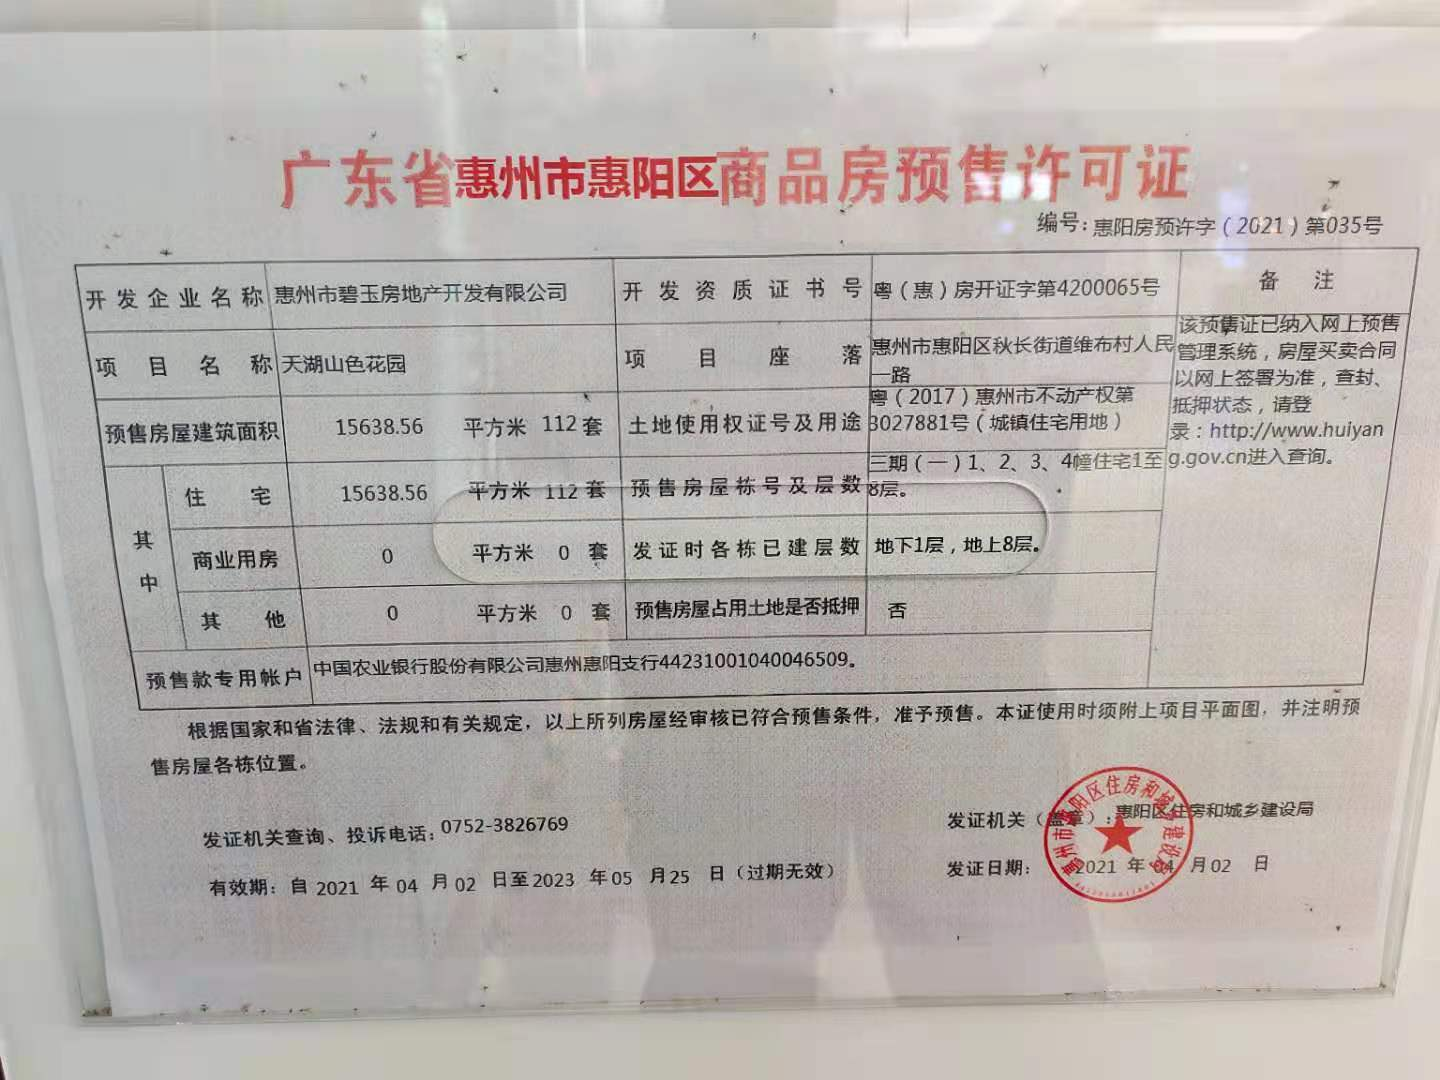 广东省惠州市惠阳区商品房预售许可证
编号：惠阳房预许字（2021）第035号
开发企业名称 惠州市碧玉房地产开发有限公司 开发资质证书号 粤（惠）房开证字第4200065号 备注
项目名称 天湖山色花园 项目座落 惠州市惠阳区秋长街道维布村人民
一路
该预售证已纳入网上预售
管理系统，房屋买卖合同
以网上签署为准，查封、
抵押状态，请登
录：http://www.huiyan
g.gov.cn进入查询。
预售房屋建筑面积 15638.56 平方米 112 套 土地使用权证号及用途 粤（2017）惠州市不动产权第
3027881号（城镇住宅用地）
其中
住宅 15638.56 平方米 112 套 预售房屋栋号及层数 三期（一）1、2、3、4幢住宅1至
8层。
商业用房 0 平方米 0 套 发证时各栋已建层数 地下1层，地上8层。
其他 0 平方米 0 套 预售房屋占用土地是否抵押 否
预售款专用帐户 中国农业银行股份有限公司惠州惠阳支行44231001040046509。
根据国家和省法律、法规和有关规定，以上所列房屋经审核已符合预售条件，准予预售。本证使用时须附上项目平面图，并注明预
售房屋各栋位置。
发证机关查询、投诉电话：0752-3826769
发证机关（盖章）：惠阳区住房和城乡建设局
有效期：自 2021 年 04 月 02 日至 2023 年 05 月 25 日（过期无效）
发证日期： 2021 年 04 月 02 日
惠州市惠阳区住房和城乡建设局